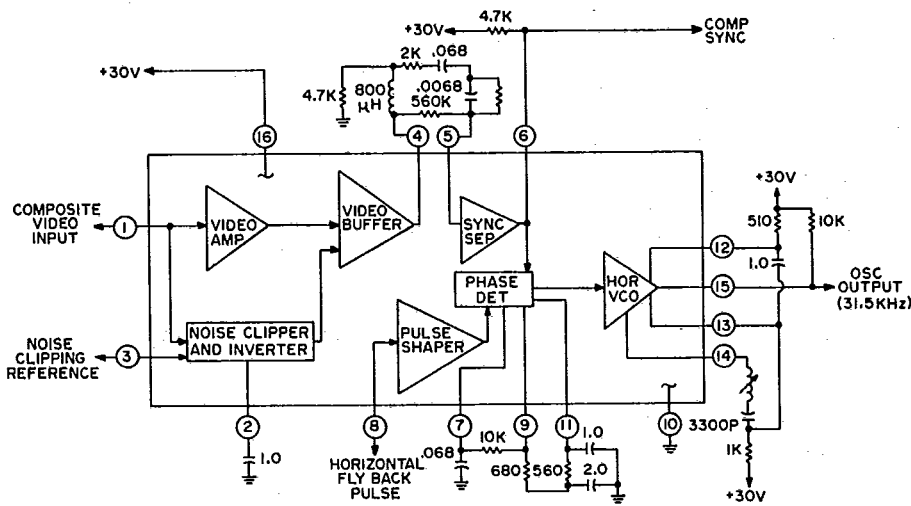 4.7K
+30V
COMP
SYNC
2K
.068
+30V
4.7K
800
μH
.0068
560K
16
4
5
6
COMPOSITE
VIDEO
INPUT
1
VIDEO
AMP
VIDEO
BUFFER
SYNC
SEP
+30V
510
10K
12
1.0
PHASE
DET
HOR
VCO
15
OSC
OUTPUT
(31.5KHz)
NOISE
CLIPPING
REFERENCE
3
NOISE CLIPPER
AND INVERTER
PULSE
SHAPER
13
14
2
8
7
9
11
10
3300P
1.0
HORIZONTAL
FLY BACK
PULSE
.068
10K
680
560
1.0
2.0
1K
+30V